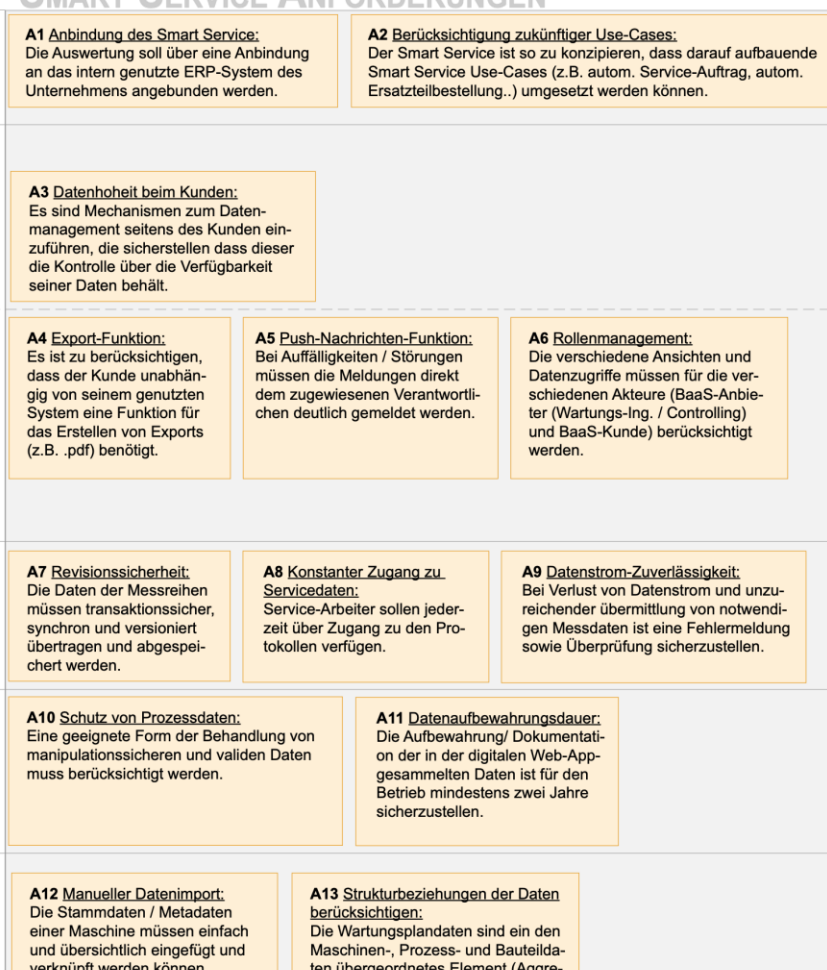 SMART SERVICE ANFORDERUNGEN
A1 Anbindung des Smart Service:
Die Auswertung soll über eine Anbindung
an das intern genutzte ERP-System des
Unternehmens angebunden werden.
A2 Berücksichtigung zukünftiger Use-Cases:
Der Smart Service ist so zu konzipieren, dass darauf aufbauende
Smart Service Use-Cases (z.B. autom. Service-Auftrag, autom.
Ersatzteilbestellung..) umgesetzt werden können.
A3 Datenhoheit beim Kunden:
Es sind Mechanismen zum Daten-
management seitens des Kunden ein-
zuführen, die sicherstellen dass dieser
die Kontrolle über die Verfügbarkeit
seiner Daten behält.
A4 Export-Funktion:
Es ist zu berücksichtigen,
dass der Kunde unabhän-
gig von seinem genutzten
System eine Funktion für
das Erstellen von Exports
(z.B. .pdf) benötigt.
A5 Push-Nachrichten-Funktion:
Bei Auffälligkeiten / Störungen
müssen die Meldungen direkt
dem zugewiesenen Verantwortli-
chen deutlich gemeldet werden.
A6 Rollenmanagement:
Die verschiedene Ansichten und
Datenzugriffe müssen für die ver-
schiedenen Akteure (BaaS-Anbie-
ter (Wartungs-Ing. / Controlling)
und BaaS-Kunde) berücksichtigt
werden.
A7 Revisionssicherheit:
Die Daten der Messreihen
müssen transaktionssicher,
synchron und versioniert
übertragen und abgespei-
chert werden.
A8 Konstanter Zugang zu
Servicedaten:
Service-Arbeiter sollen jeder-
zeit über Zugang zu den Pro-
tokollen verfügen.
A9 Datenstrom-Zuverlässigkeit:
Bei Verlust von Datenstrom und unzu-
reichender übermittlung von notwendi-
gen Messdaten ist eine Fehlermeldung
sowie Überprüfung sicherzustellen.
A10 Schutz von Prozessdaten:
Eine geeignete Form der Behandlung von
manipulationssicheren und validen Daten
muss berücksichtigt werden.
A11 Datenaufbewahrungsdauer:
Die Aufbewahrung/ Dokumentati-
on der in der digitalen Web-App-
gesammelten Daten ist für den
Betrieb mindestens zwei Jahre
sicherzustellen.
A12 Manueller Datenimport:
Die Stammdaten / Metadaten
einer Maschine müssen einfach
und übersichtlich eingefügt und
verknüpft werden können
A13 Strukturbeziehungen der Daten
berücksichtigen:
Die Wartungsplandaten sind ein den
Maschinen-, Prozess- und Bauteilda-
ten übergeordnetes Element (Aggre-